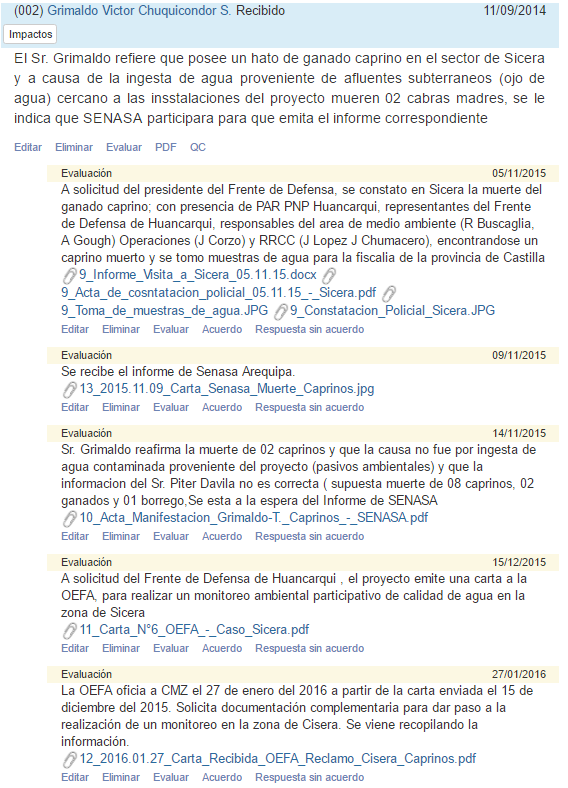 (002) Grimaldo Victor Chuquicondor S. Recibido 11/09/2014
Impactos
El Sr. Grimaldo refiere que posee un hato de ganado caprino en el sector de Sicera
y a causa de la ingesta de agua proveniente de afluentes subterraneos (ojo de
agua) cercano a las insstalaciones del proyecto mueren 02 cabras madres, se le
indica que SENASA participara para que emita el informe correspondiente
Editar Eliminar Evaluar PDF QC
Evaluación 05/11/2015
A solicitud del presidente del Frente de Defensa, se constato en Sicera la muerte del
ganado caprino; con presencia de PAR PNP Huancarqui, representantes del Frente
de Defensa de Huancarqui, responsables del area de medio ambiente (R Buscaglia,
A Gough) Operaciones (J Corzo) y RRCC (J Lopez J Chumacero), encontrandose un
caprino muerto y se tomo muestras de agua para la fiscalia de la provincia de Castilla
9_Informe_Visita_a_Sicera_05.11.15.docx
9_Acta_de_cosntatacion_policial_05.11.15_-_Sicera.pdf
9_Toma_de_muestras_de_agua.JPG 9_Constatacion_Policial_Sicera.JPG
Editar Eliminar Evaluar Acuerdo Respuesta sin acuerdo
Evaluación 09/11/2015
Se recibe el informe de Senasa Arequipa.
13_2015.11.09_Carta_Senasa_Muerte_Caprinos.jpg
Editar Eliminar Evaluar Acuerdo Respuesta sin acuerdo
Evaluación 14/11/2015
Sr. Grimaldo reafirma la muerte de 02 caprinos y que la causa no fue por ingesta de
agua contaminada proveniente del proyecto (pasivos ambientales) y que la
informacion del Sr. Piter Davila no es correcta ( supuesta muerte de 08 caprinos, 02
ganados y 01 borrego,Se esta a la espera del Informe de SENASA
10_Acta_Manifestacion_Grimaldo-T._Caprinos_-_SENASA.pdf
Editar Eliminar Evaluar Acuerdo Respuesta sin acuerdo
Evaluación 15/12/2015
A solicitud del Frente de Defensa de Huancarqui , el proyecto emite una carta a la
OEFA, para realizar un monitoreo ambiental participativo de calidad de agua en la
zona de Sicera
11_Carta_N°6_OEFA_-_Caso_Sicera.pdf
Editar Eliminar Evaluar Acuerdo Respuesta sin acuerdo
Evaluación 27/01/2016
La OEFA oficia a CMZ el 27 de enero del 2016 a partir de la carta enviada el 15 de
diciembre del 2015. Solicita documentación complementaria para dar paso a la
realización de un monitoreo en la zona de Cisera. Se viene recopilando la
información.
12_2016.01.27_Carta_Recibida_OEFA_Reclamo_Cisera_Caprinos.pdf
Editar Eliminar Evaluar Acuerdo Respuesta sin acuerdo